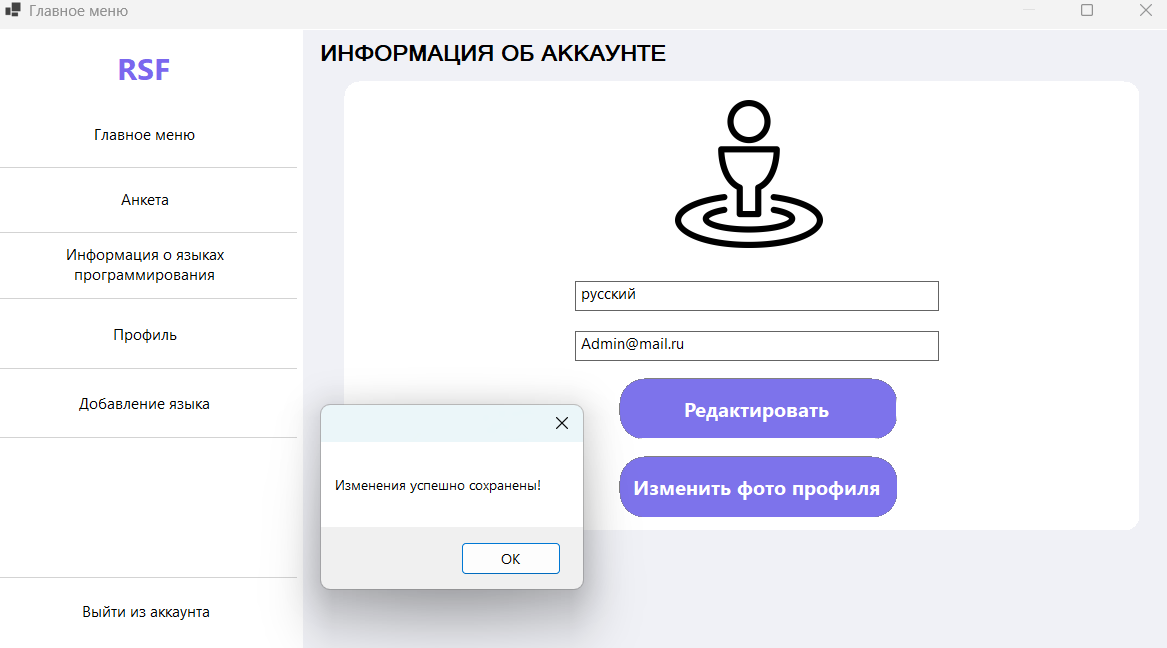 Главное меню
RSF
Главное меню
Анкета
Информация о языках
программирования
Профиль
Добавление языка
Выйти из аккаунта
ИНФОРМАЦИЯ ОБ АККАУНТЕ
русский
Admin@mail.ru
Редактировать
Изменить фото профиля
Изменения успешно сохранены!
ОК